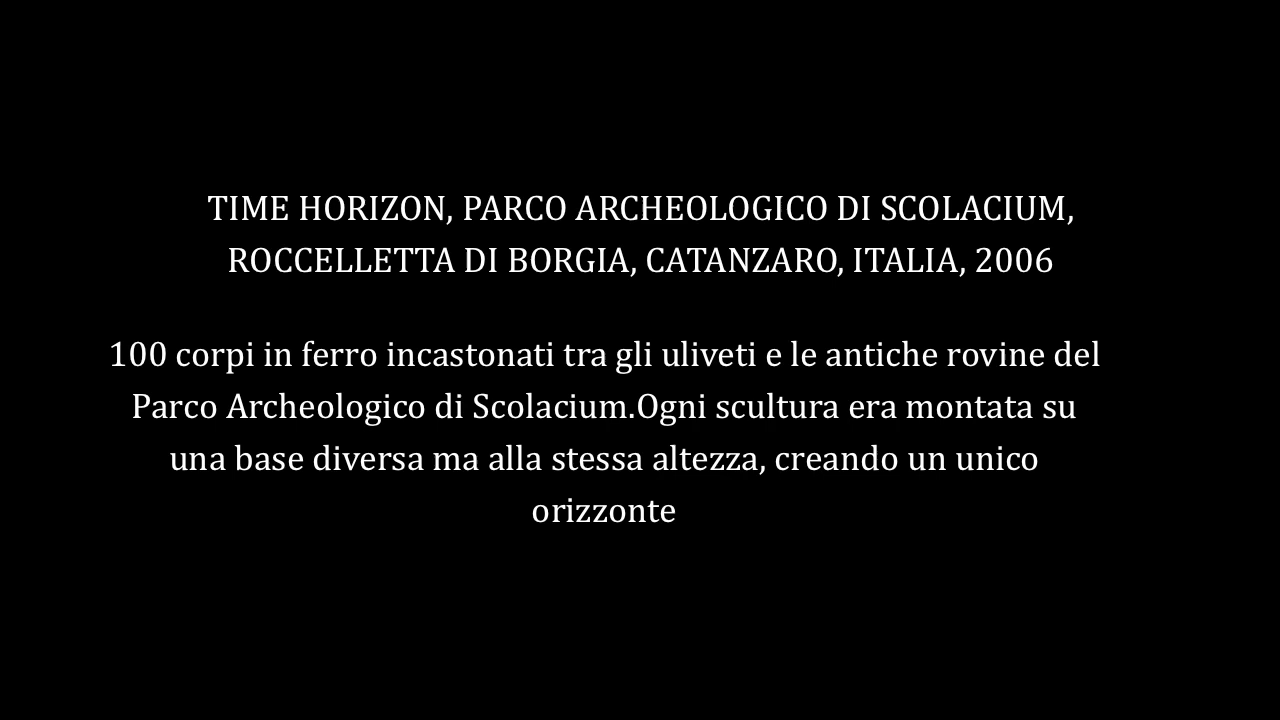 TIME HORIZON, PARCO ARCHEOLOGICO DI SCOLACIUM,
ROCCELLETTA DI BORGIA, CATANZARO, ITALIA, 2006
100 corpi in ferro incastonati tra gli uliveti e le antiche rovine del
Parco Archeologico di Scolacium.Ogni scultura era montata su
una base diversa ma alla stessa altezza, creando un unico
orizzonte